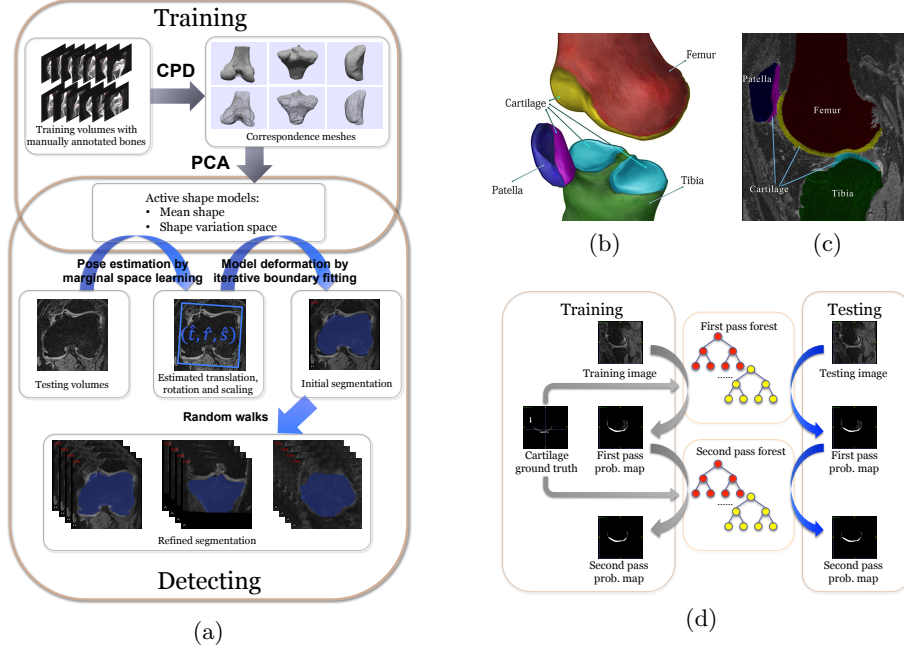 Training
CPD
Training volumes with
manually annotated bones
Correspondence meshes
PCA
Active shape models:
• Mean shape
• Shape variation space
Pose estimation by
marginal space learning
Model deformation by
iterative boundary fitting
(t̂, r̂, ŝ)
Testing volumes
Estimated translation,
rotation and scaling
Initial segmentation
Random walks
Refined segmentation
Detecting
(a)
Femur
Cartilage
Patella
Tibia
(b)
Patella
Femur
Cartilage
Tibia
(c)
Training
Testing
First pass forest
Training image
......
Testing image
Cartilage
ground truth
First pass
prob. map
Second pass forest
......
First pass
prob. map
Second pass
prob. map
Second pass
prob. map
(d)